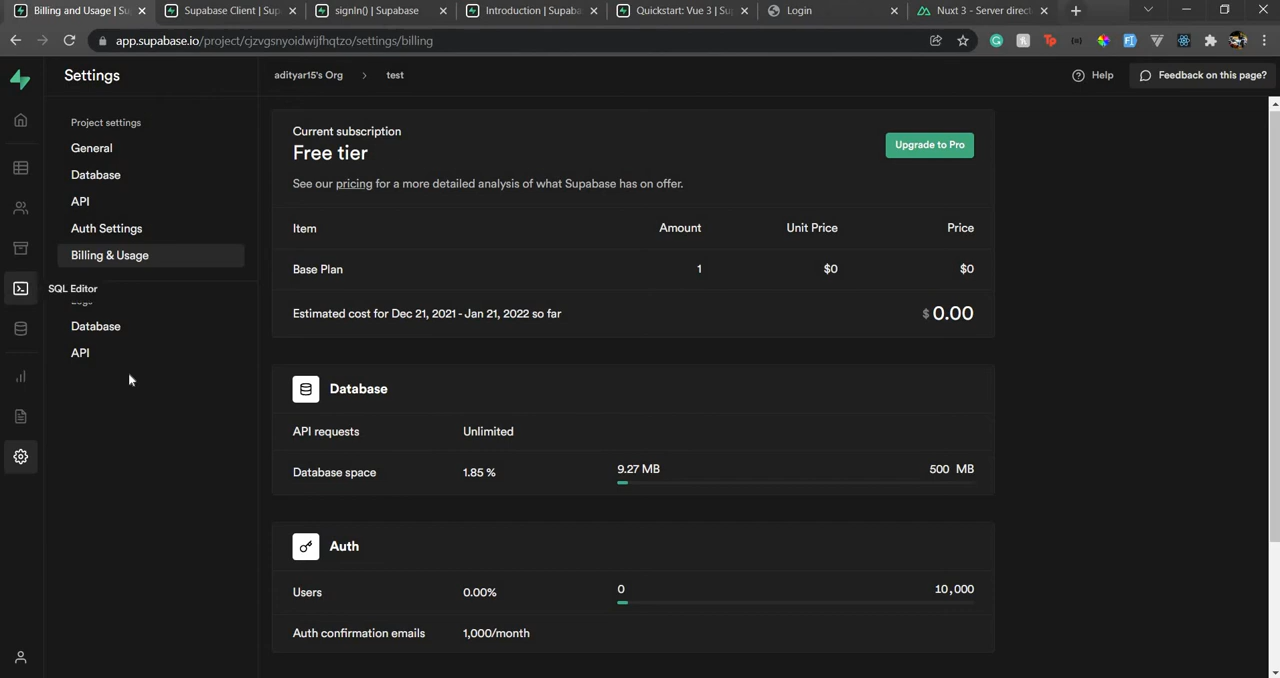 Billing and Usage | Su
Supabase Client | Sup
signIn() | Supabase
Introduction | Supaba
Quickstart: Vue 3 | Su
Login
Nuxt 3 - Server direct
app.supabase.io/project/cjzvgsnyoidwijfhqtzo/settings/billing
Settings
adityar15's Org
test
Help
Feedback on this page?
Project settings
General
Database
API
Auth Settings
Billing & Usage
SQL Editor
Logs
Database
API
Current subscription
Free tier
Upgrade to Pro
See our pricing for a more detailed analysis of what Supabase has on offer.
Item Amount Unit Price Price
Base Plan 1 $0 $0
Estimated cost for Dec 21, 2021 - Jan 21, 2022 so far $ 0.00
Database
API requests Unlimited
Database space 1.85 % 9.27 MB 500 MB
Auth
Users 0.00% 0 10,000
Auth confirmation emails 1,000/month